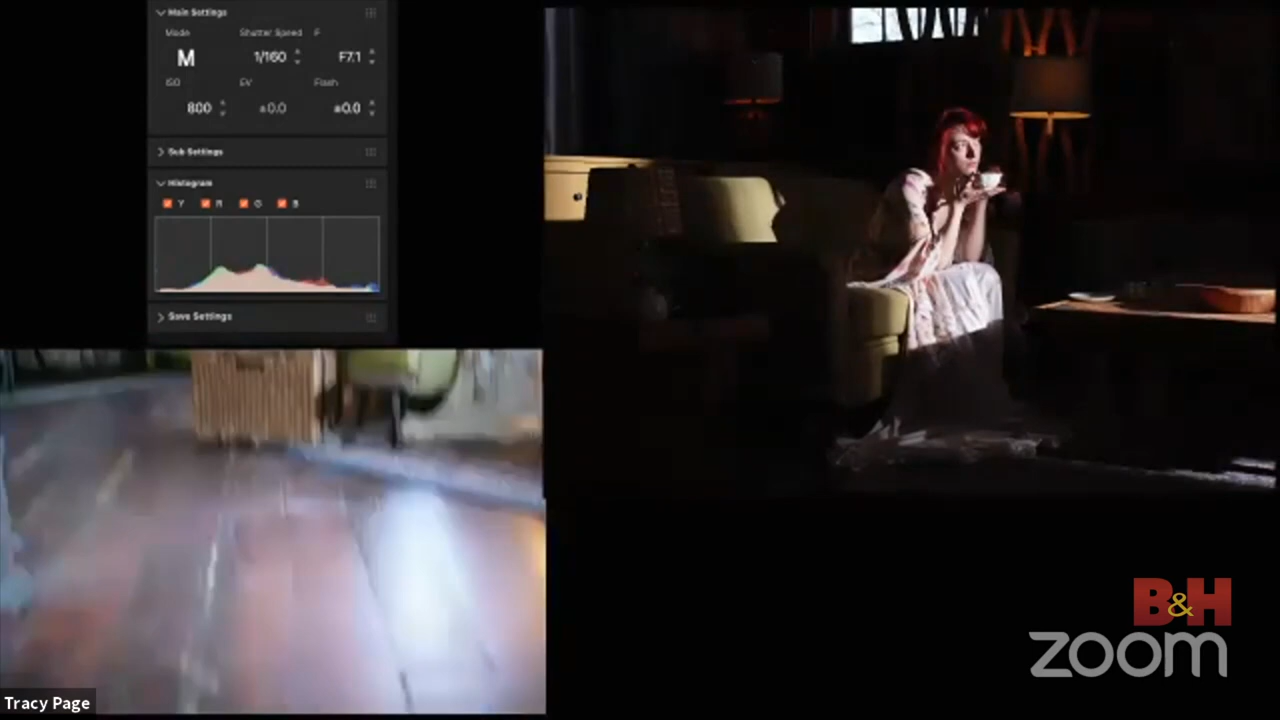 Main Settings
Mode Shutter Speed F
M 1/160 F7.1
ISO EV Flash
800 ±0.0 ±0.0
Sub Settings
Histogram
Y R G B
Save Settings
B&H
zoom
Tracy Page